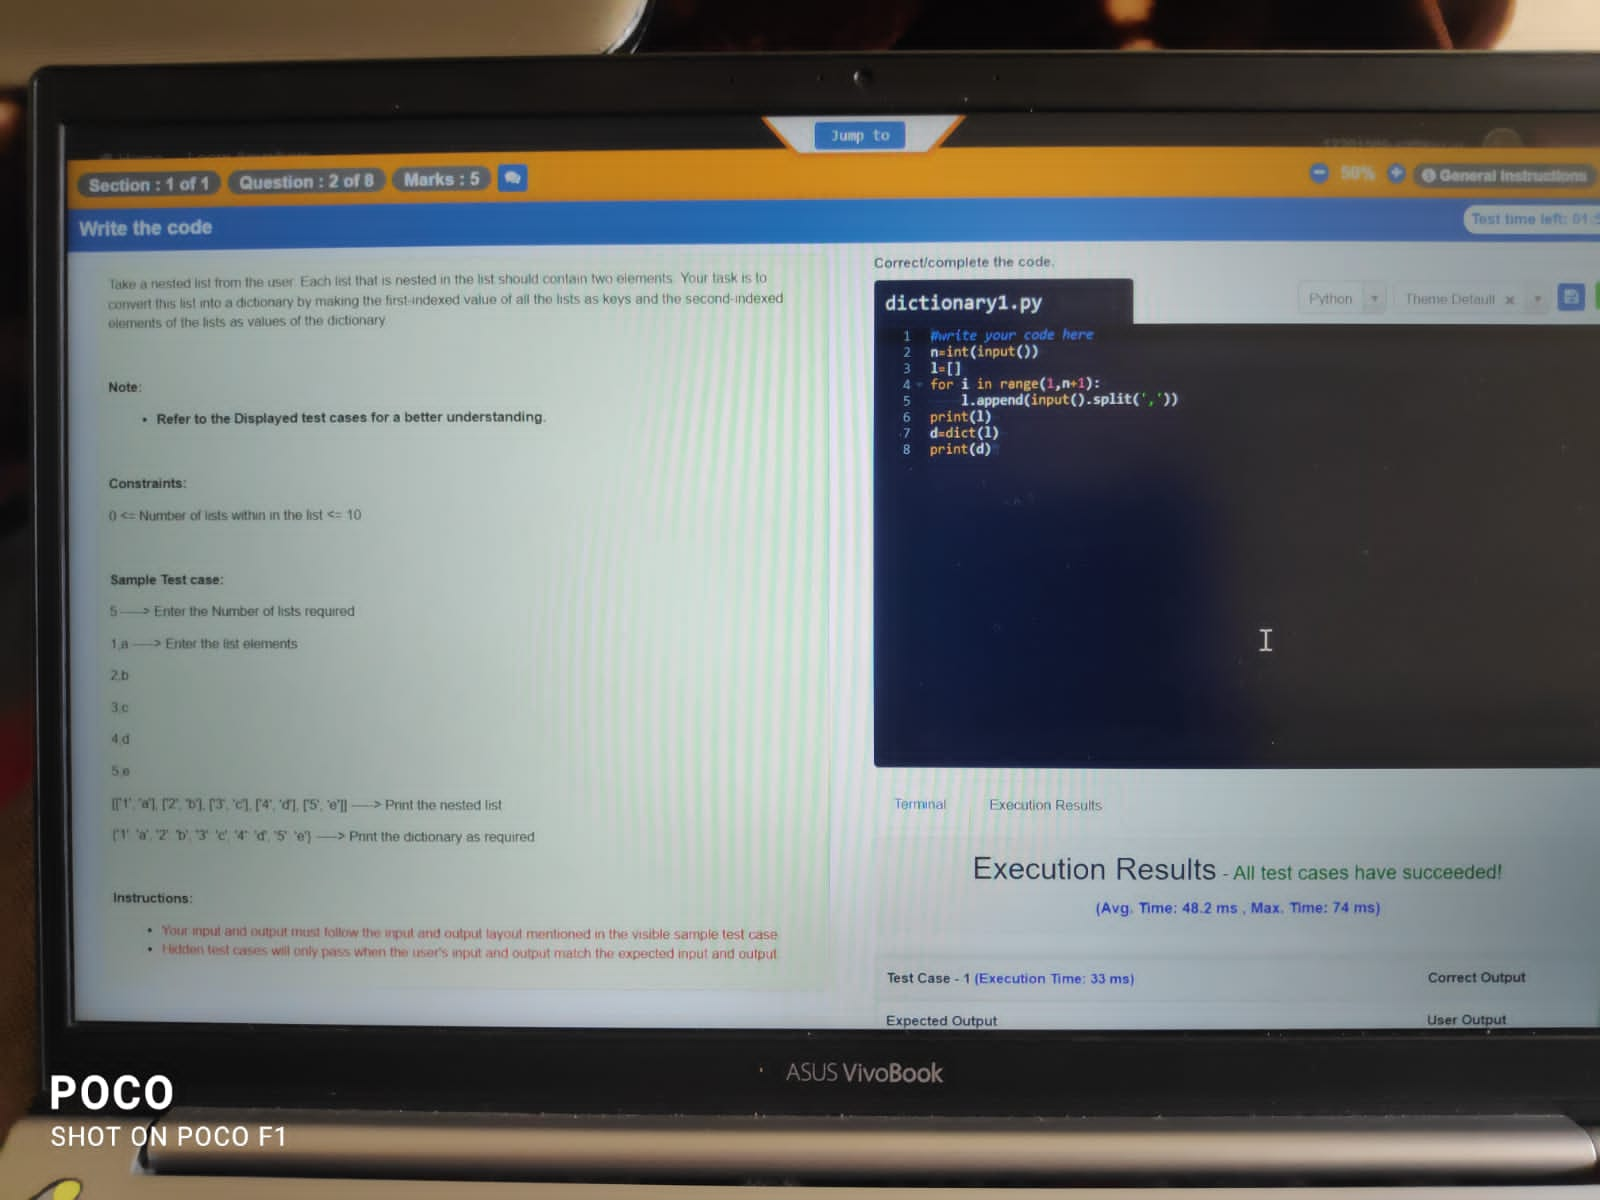 Jump to
Section : 1 of 1 Question : 2 of 8 Marks : 5 50% General Instructions
Write the code Test time left: 01:
Take a nested list from the user. Each list that is nested in the list should contain two elements. Your task is to
convert this list into a dictionary by making the first-indexed value of all the lists as keys and the second-indexed
elements of the lists as values of the dictionary.
Note:
• Refer to the Displayed test cases for a better understanding.
Constraints:
0 <= Number of lists within in the list <= 10
Sample Test case:
5 ----> Enter the Number of lists required
1,a ----> Enter the list elements
2,b
3,c
4,d
5,e
[['1', 'a'], ['2', 'b'], ['3', 'c'], ['4', 'd'], ['5', 'e']] ----> Print the nested list
{'1': 'a', '2': 'b', '3': 'c', '4': 'd', '5': 'e'} ----> Print the dictionary as required
Instructions:
• Your input and output must follow the input and output layout mentioned in the visible sample test case.
• Hidden test cases will only pass when the user's input and output match the expected input and output.
Correct/complete the code.
dictionary1.py Python Theme Default x
1 #write your code here
2 n=int(input())
3 l=[]
4 for i in range(1,n+1):
5 l.append(input().split(','))
6 print(l)
7 d=dict(l)
8 print(d)
Terminal Execution Results
Execution Results - All test cases have succeeded!
(Avg. Time: 48.2 ms , Max. Time: 74 ms)
Test Case - 1 (Execution Time: 33 ms) Correct Output
Expected Output User Output
ASUS VivoBook
POCO
SHOT ON POCO F1